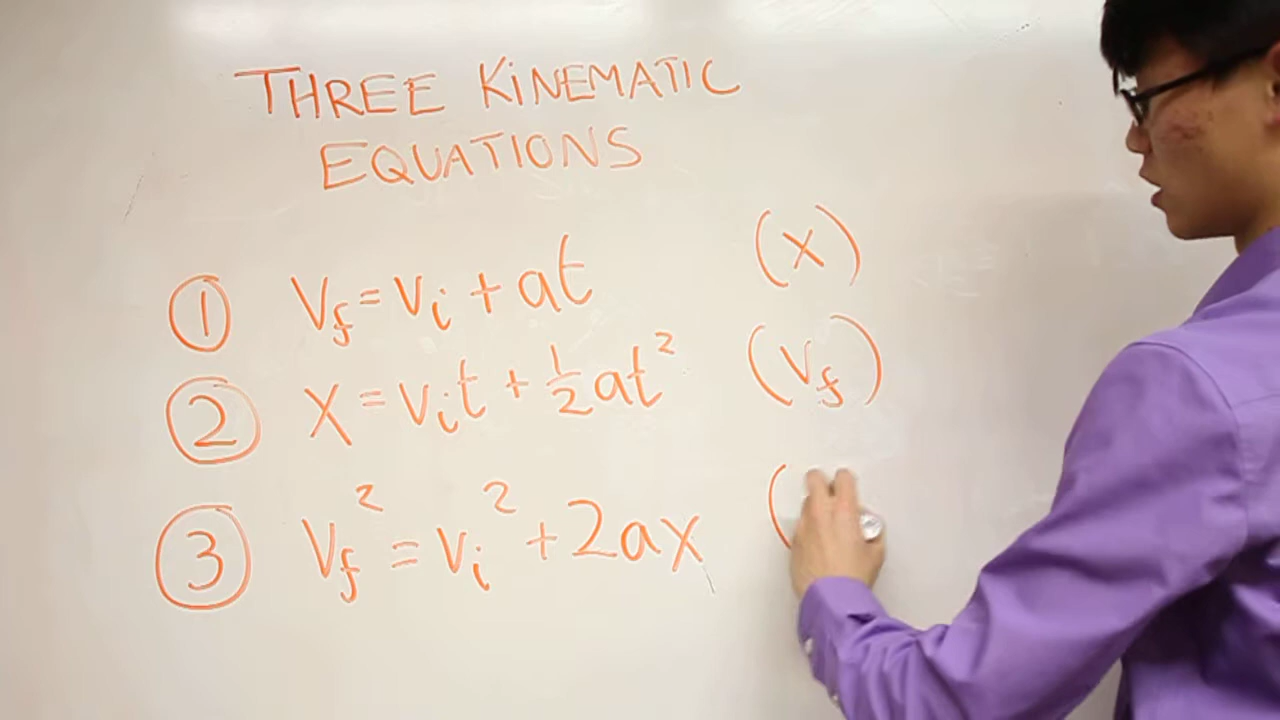 THREE KINEMATIC
EQUATIONS
① Vf = Vi + at (x)
② X = Vit + ½at² (Vf)
③ Vf² = Vi² + 2ax (